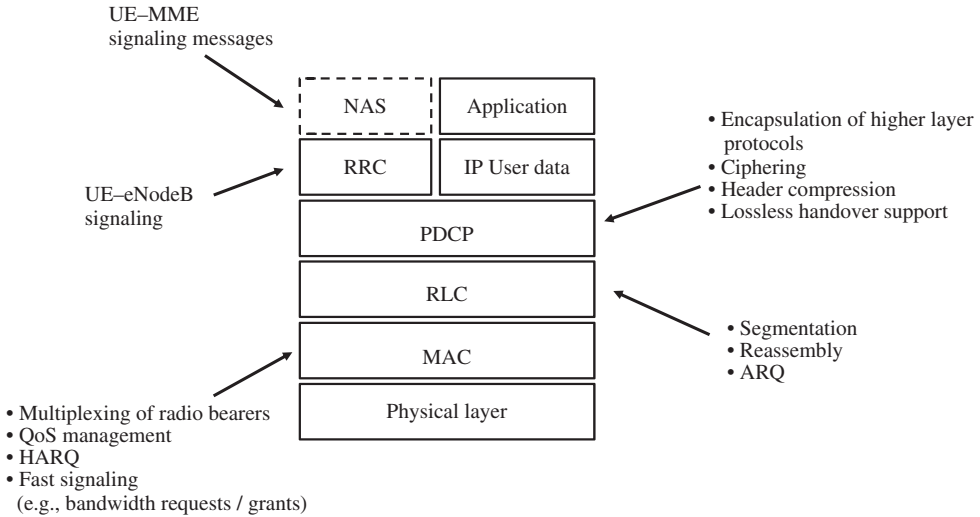 UE–MME
signaling messages
NAS
Application
RRC
IP User data
UE–eNodeB
signaling
PDCP
RLC
MAC
Physical layer
• Encapsulation of higher layer
protocols
• Ciphering
• Header compression
• Lossless handover support
• Segmentation
• Reassembly
• ARQ
• Multiplexing of radio bearers
• QoS management
• HARQ
• Fast signaling
(e.g., bandwidth requests / grants)